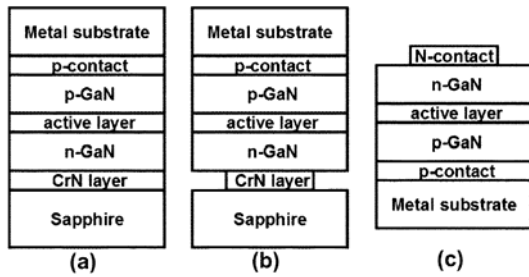 Metal substrate
p-contact
p-GaN
active layer
n-GaN
CrN layer
Sapphire
(a)
Metal substrate
p-contact
p-GaN
active layer
n-GaN
CrN layer
Sapphire
(b)
N-contact
n-GaN
active layer
p-GaN
p-contact
Metal substrate
(c)